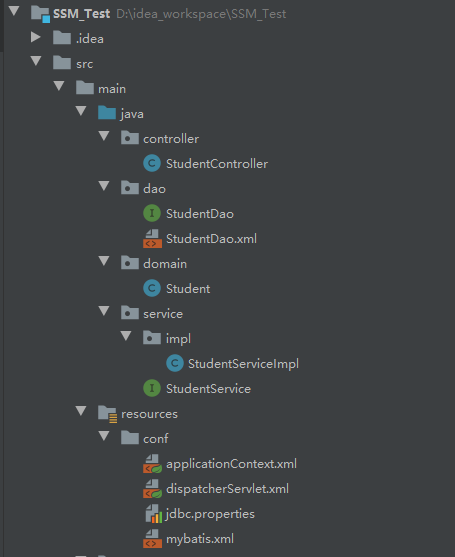 SSM_Test D:\idea_workspace\SSM_Test
.idea
src
main
java
controller
StudentController
dao
StudentDao
StudentDao.xml
domain
Student
service
impl
StudentServiceImpl
StudentService
resources
conf
applicationContext.xml
dispatcherServlet.xml
jdbc.properties
mybatis.xml